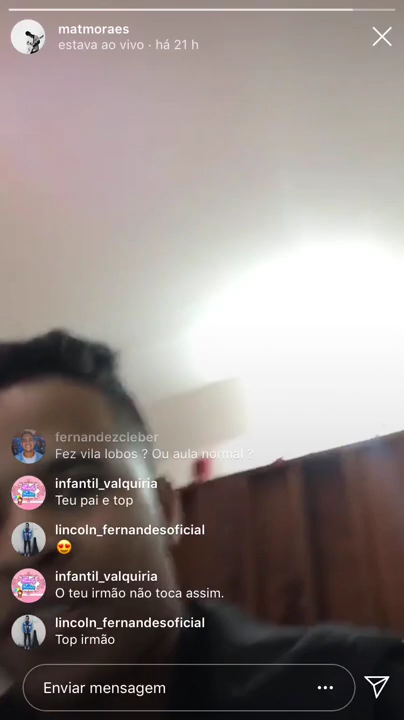 matmoraes
estava ao vivo · há 21 h
fernandezcleber
Fez vila lobos ? Ou aula normal ?
infantil_valquiria
Teu pai e top
lincoln_fernandesoficial
😍
infantil_valquiria
O teu irmão não toca assim.
lincoln_fernandesoficial
Top irmão
Enviar mensagem